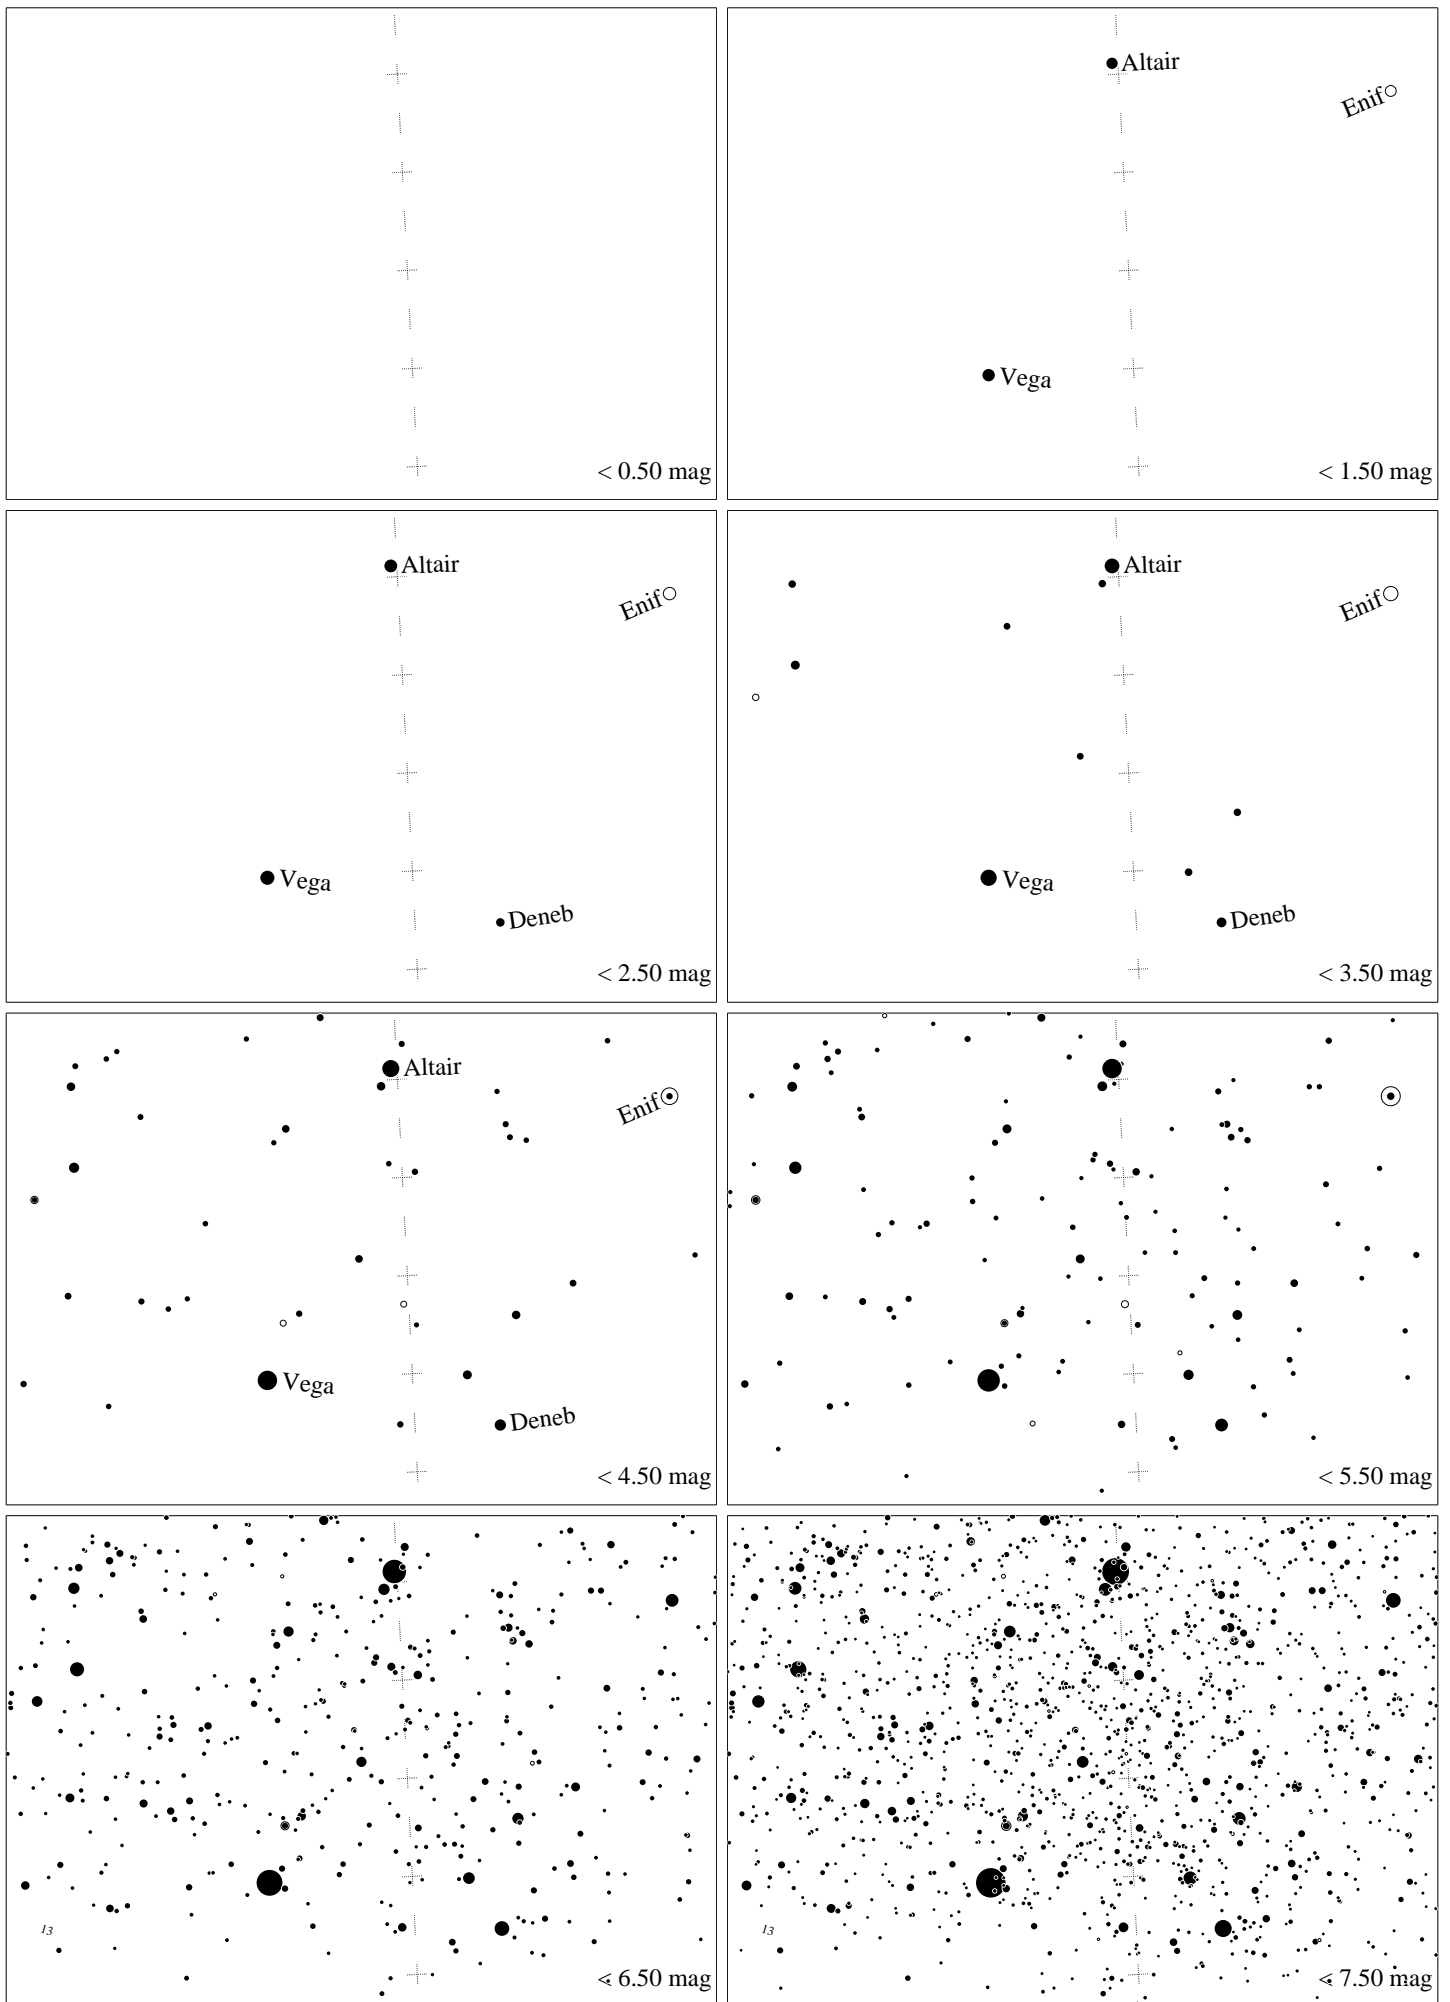 < 0.50 mag
Altair
Enif
Vega
< 1.50 mag
Altair
Enif
Vega
Deneb
< 2.50 mag
Altair
Enif
Vega
Deneb
< 3.50 mag
Altair
Enif
Vega
Deneb
< 4.50 mag
< 5.50 mag
13
< 6.50 mag
13
< 7.50 mag